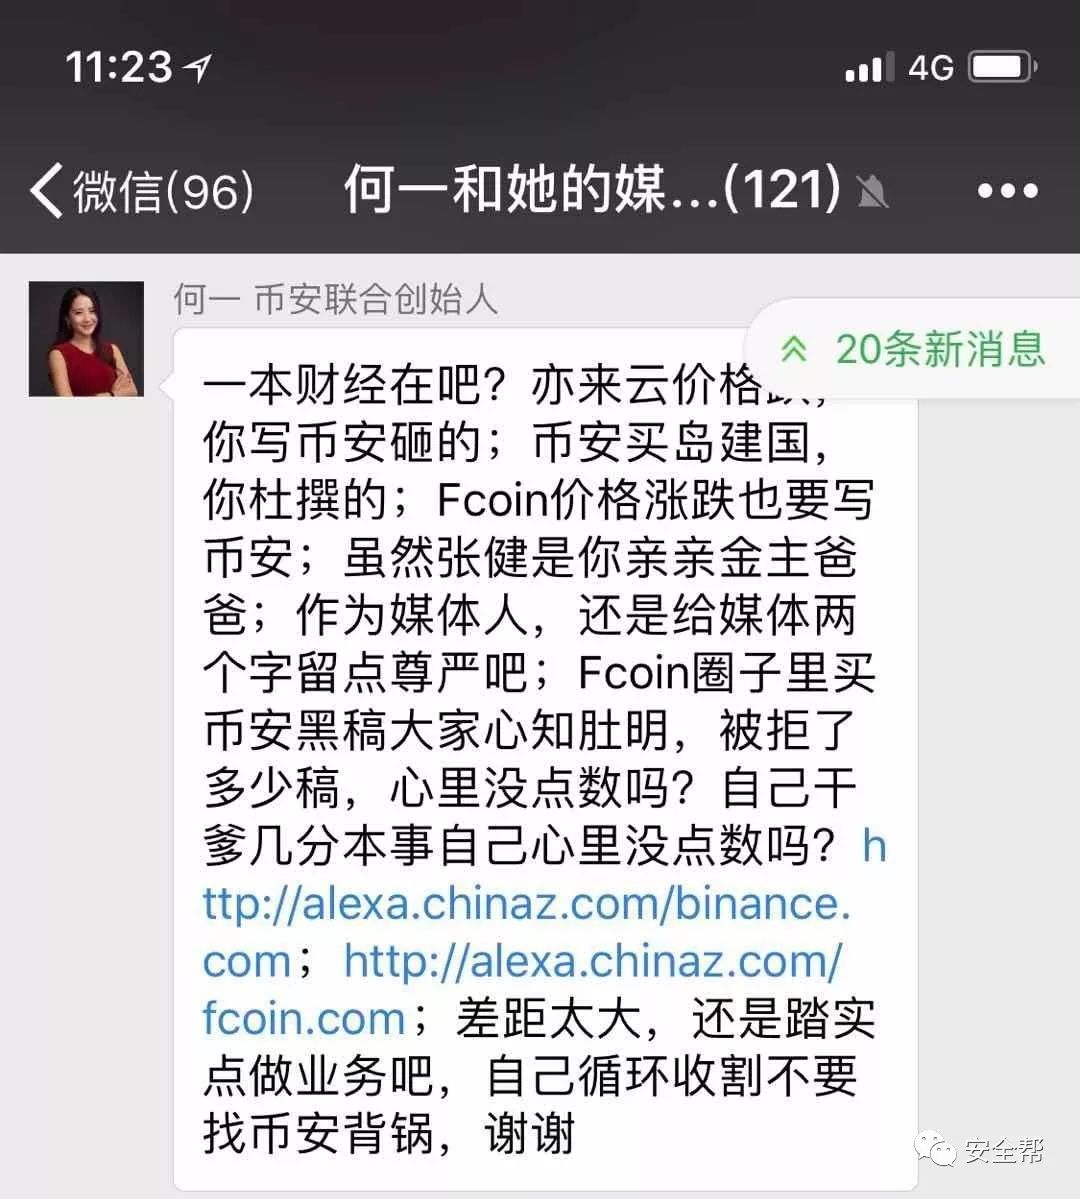 11:23
4G
微信(96)
何一和她的媒...(121)
何一 币安联合创始人
20条新消息
一本财经在吧？亦来云价格跌，
你写币安砸的；币安买岛建国，
你杜撰的；Fcoin价格涨跌也要写
币安；虽然张健是你亲亲金主爸
爸；作为媒体人，还是给媒体两
个字留点尊严吧；Fcoin圈子里买
币安黑稿大家心知肚明，被拒了
多少稿，心里没点数吗？自己干
爹几分本事自己心里没点数吗？h
ttp://alexa.chinaz.com/binance.
com；http://alexa.chinaz.com/
fcoin.com；差距太大，还是踏实
点做业务吧，自己循环收割不要
找币安背锅，谢谢
安全帮